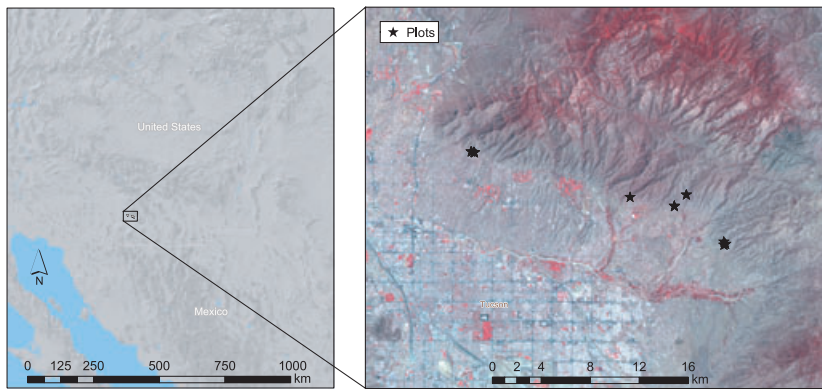 United States
Mexico
N
0 125 250 500 750 1000
km
★ Plots
Tucson
0 2 4 8 12 16
km